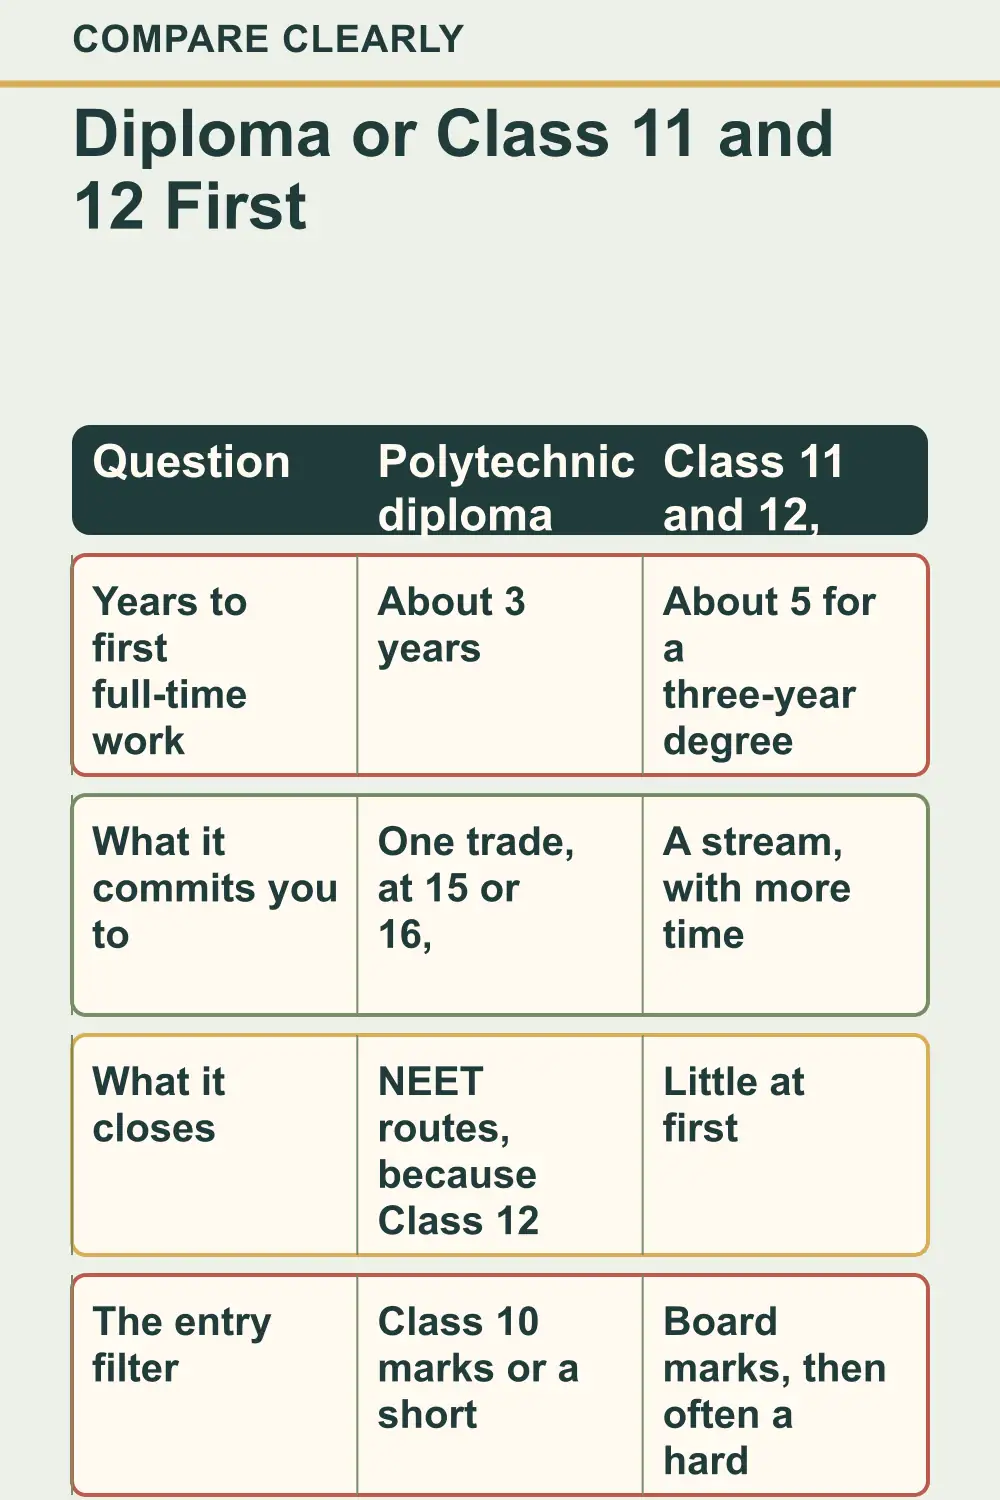 COMPARE CLEARLY
Diploma or Class 11 and
12 First
Question
Polytechnic
diploma
Class 11
and 12,
Years to
first
full-time
work
About 3
years
About 5 for
a
three-year
degree
What it
commits you
to
One trade,
at 15 or
16,
A stream,
with more
time
What it
closes
NEET
routes,
because
Class 12
Little at
first
The entry
filter
Class 10
marks or a
short
Board
marks, then
often a
hard